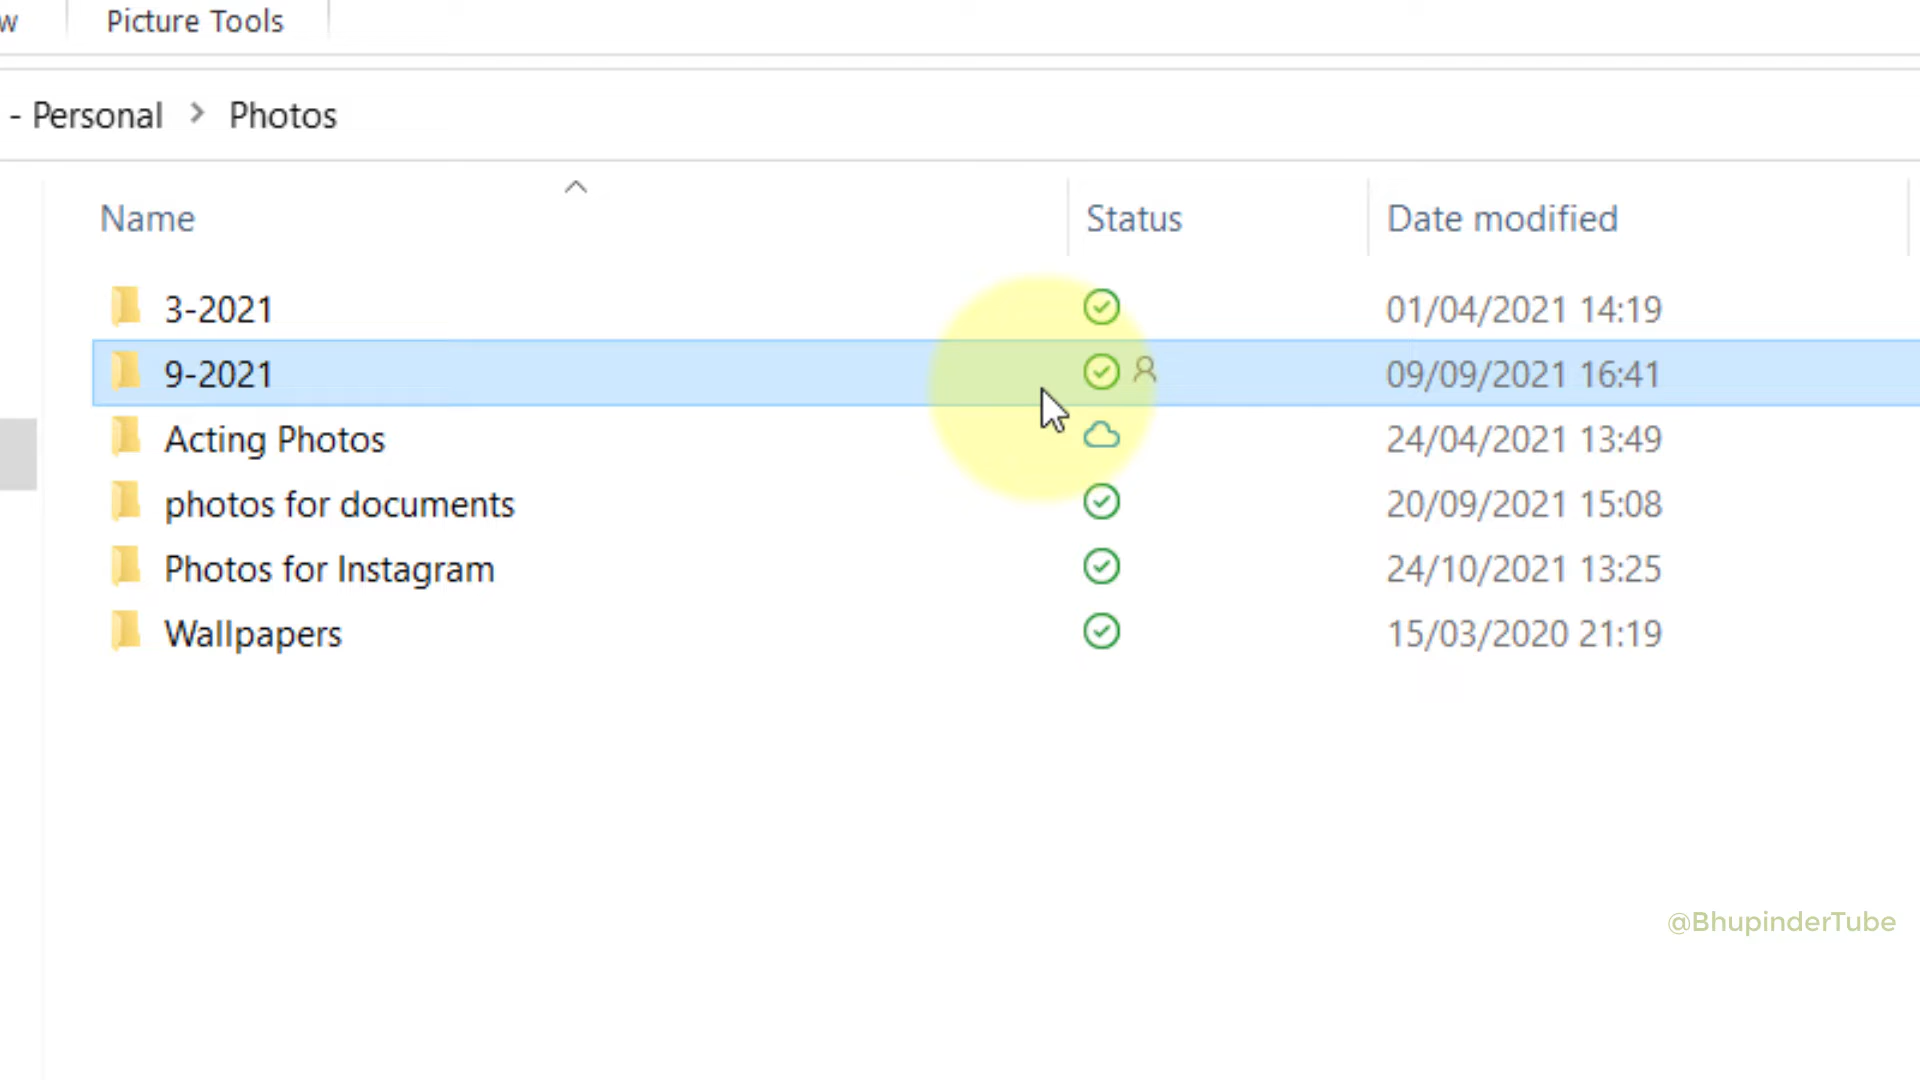 w Picture Tools
- Personal > Photos
Name Status Date modified
3-2021 01/04/2021 14:19
9-2021 09/09/2021 16:41
Acting Photos 24/04/2021 13:49
photos for documents 20/09/2021 15:08
Photos for Instagram 24/10/2021 13:25
Wallpapers 15/03/2020 21:19
@BhupinderTube